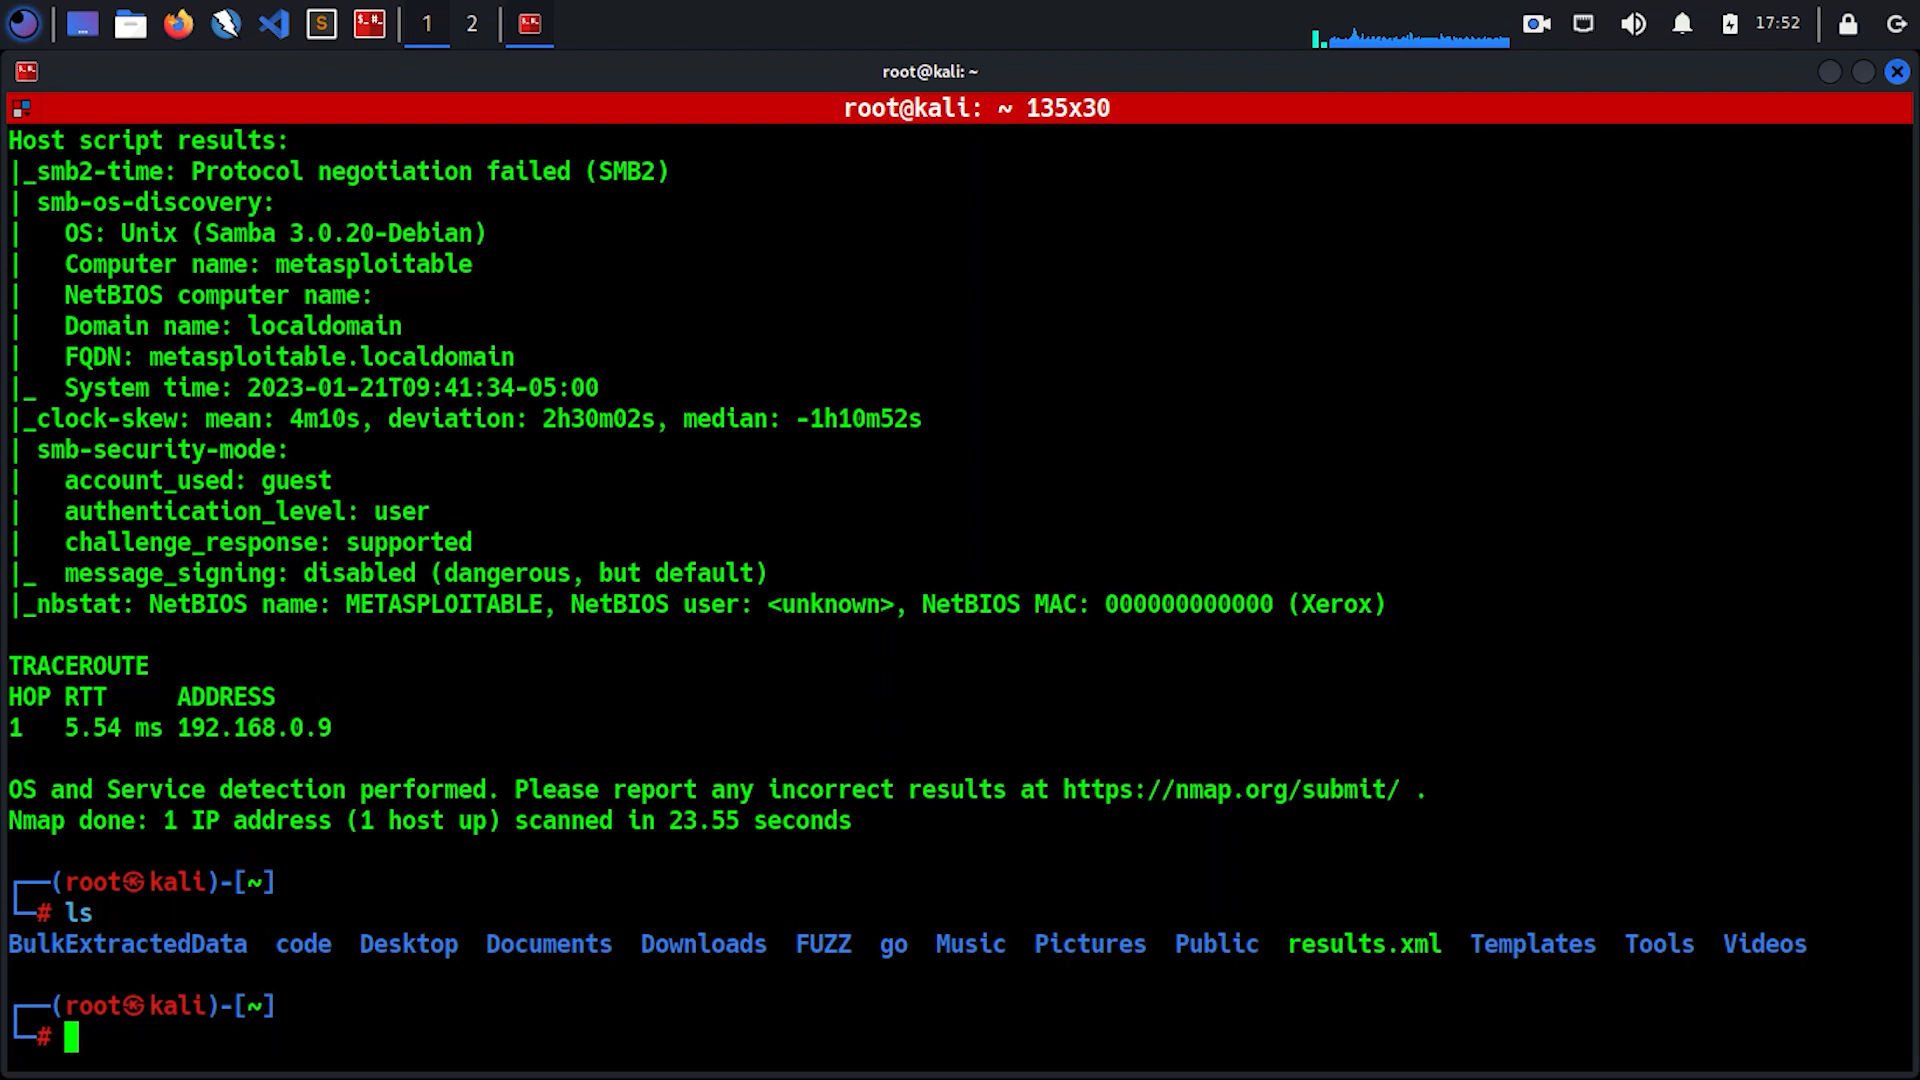 1 2 17:52
root@kali: ~
root@kali: ~ 135x30
Host script results:
|_smb2-time: Protocol negotiation failed (SMB2)
| smb-os-discovery:
|   OS: Unix (Samba 3.0.20-Debian)
|   Computer name: metasploitable
|   NetBIOS computer name:
|   Domain name: localdomain
|   FQDN: metasploitable.localdomain
|_  System time: 2023-01-21T09:41:34-05:00
|_clock-skew: mean: 4m10s, deviation: 2h30m02s, median: -1h10m52s
| smb-security-mode:
|   account_used: guest
|   authentication_level: user
|   challenge_response: supported
|_  message_signing: disabled (dangerous, but default)
|_nbstat: NetBIOS name: METASPLOITABLE, NetBIOS user: <unknown>, NetBIOS MAC: 000000000000 (Xerox)
TRACEROUTE
HOP RTT     ADDRESS
1   5.54 ms 192.168.0.9
OS and Service detection performed. Please report any incorrect results at https://nmap.org/submit/ .
Nmap done: 1 IP address (1 host up) scanned in 23.55 seconds
┌──(root㉿kali)-[~]
└─# ls
BulkExtractedData  code  Desktop  Documents  Downloads  FUZZ  go  Music  Pictures  Public  results.xml  Templates  Tools  Videos
┌──(root㉿kali)-[~]
└─#